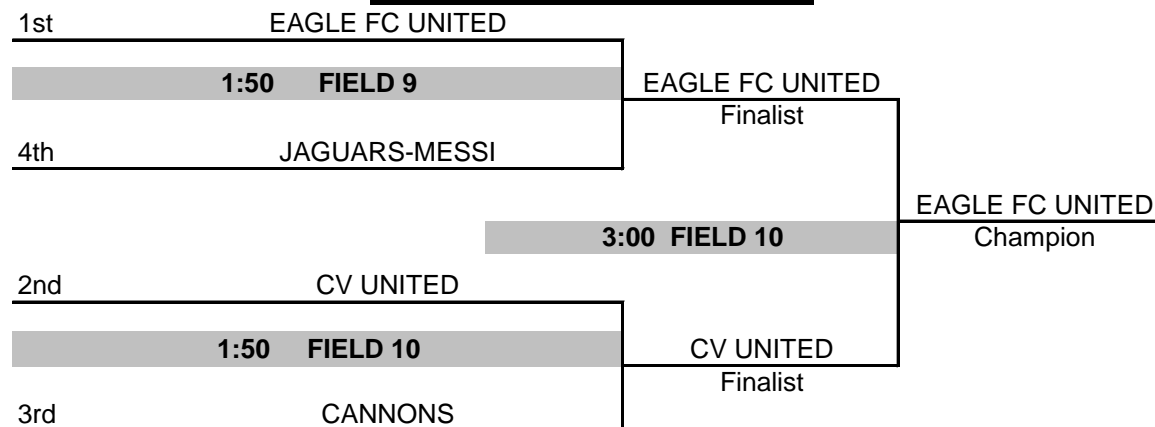 1st EAGLE FC UNITED
1:50 FIELD 9
EAGLE FC UNITED
Finalist
4th JAGUARS-MESSI
EAGLE FC UNITED
3:00 FIELD 10
Champion
2nd CV UNITED
1:50 FIELD 10
CV UNITED
Finalist
3rd CANNONS